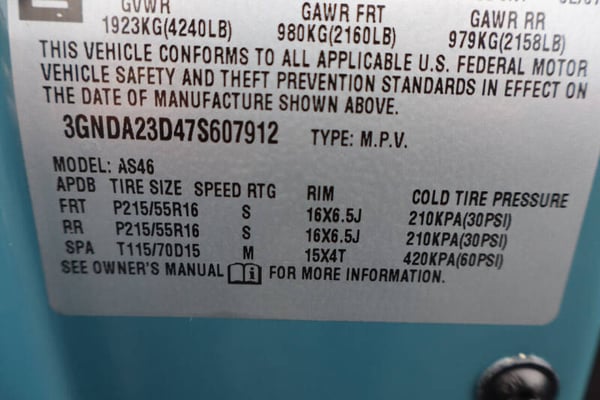 GVWR GAWR FRT GAWR RR
1923KG(4240LB) 980KG(2160LB) 979KG(2158LB)
THIS VEHICLE CONFORMS TO ALL APPLICABLE U.S. FEDERAL MOTOR
VEHICLE SAFETY AND THEFT PREVENTION STANDARDS IN EFFECT ON
THE DATE OF MANUFACTURE SHOWN ABOVE.
3GNDA23D47S607912 TYPE: M.P.V.
MODEL: AS46
APDB TIRE SIZE SPEED RTG RIM COLD TIRE PRESSURE
FRT P215/55R16 S 16X6.5J 210KPA(30PSI)
RR P215/55R16 S 16X6.5J 210KPA(30PSI)
SPA T115/70D15 M 15X4T 420KPA(60PSI)
SEE OWNER'S MANUAL FOR MORE INFORMATION.